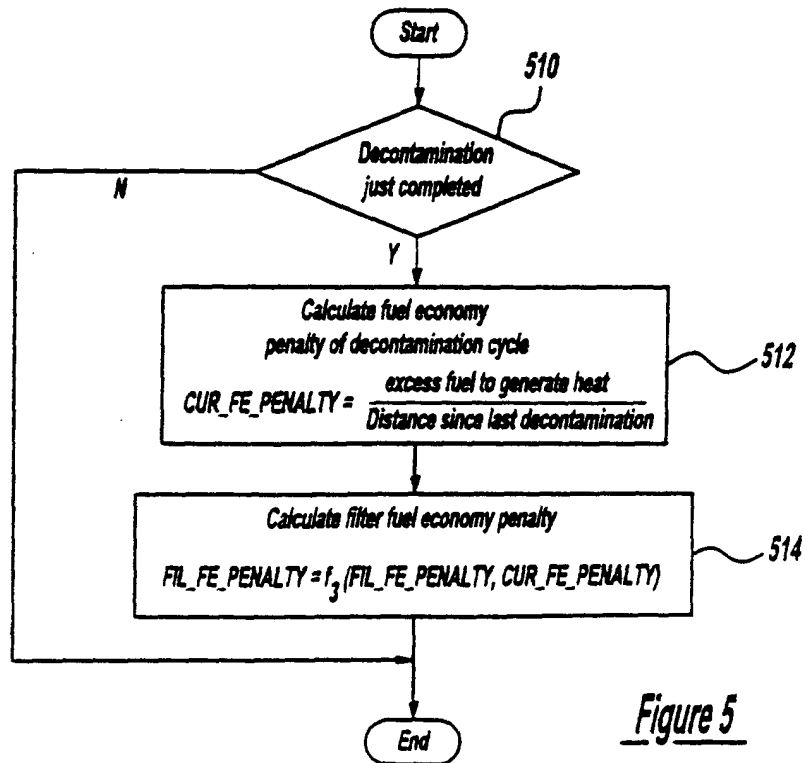 Start
510
Decontamination
just completed
N
Y
Calculate fuel economy
penalty of decontamination cycle
CUR_FE_PENALTY = excess fuel to generate heat
Distance since last decontamination
512
Calculate filter fuel economy penalty
FIL_FE_PENALTY = f3 (FIL_FE_PENALTY, CUR_FE_PENALTY)
514
End
Figure 5